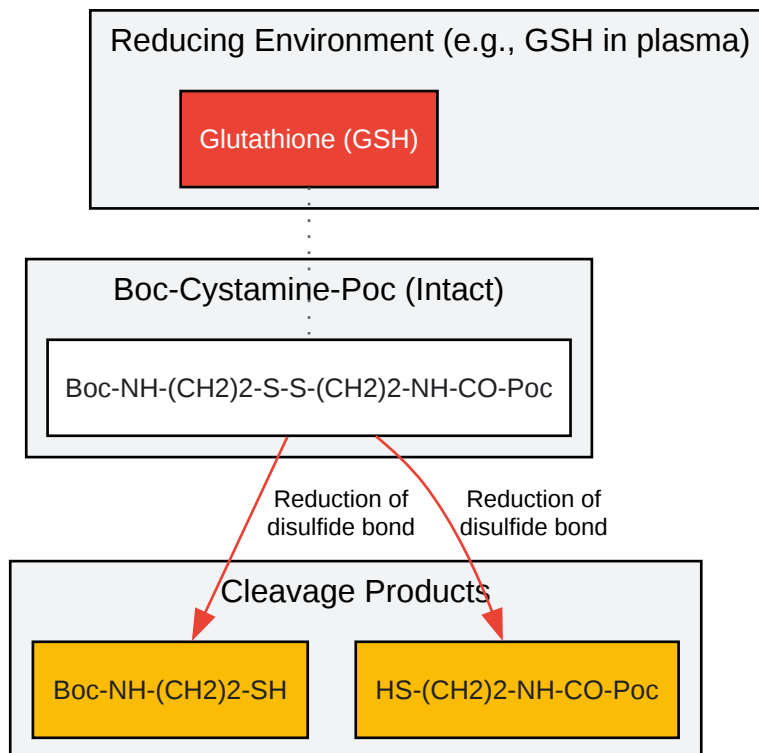 Reducing Environment (e.g., GSH in plasma)
Glutathione (GSH)
Boc-Cystamine-Poc (Intact)
Boc-NH-(CH2)2-S-S-(CH2)2-NH-CO-Poc
Reduction of
disulfide bond
Reduction of
disulfide bond
Cleavage Products
Boc-NH-(CH2)2-SH
HS-(CH2)2-NH-CO-Poc